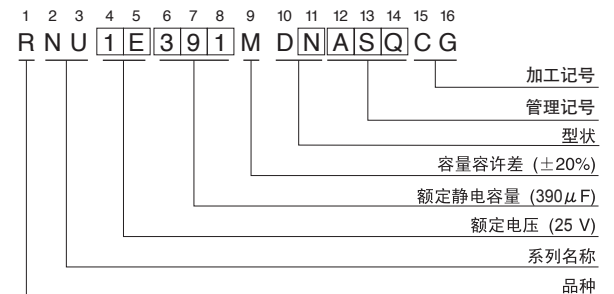 1 2 3 4 5 6 7 8 9 10 11 12 13 14 15 16
R N U 1 E 3 9 1 M D N A S Q C G
加工记号
管理记号
型状
容量容许差 (±20%)
额定静电容量 (390μF)
额定电压 (25 V)
系列名称
品种